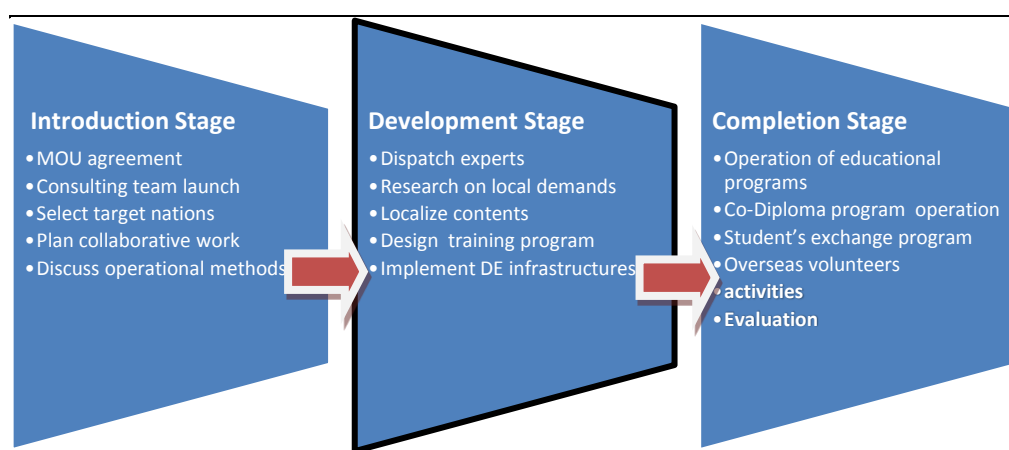 Introduction Stage
•MOU agreement
•Consulting team launch
•Select target nations
•Plan collaborative work
•Discuss operational methods
Development Stage
•Dispatch experts
•Research on local demands
•Localize contents
•Design training program
•Implement DE infrastructures
Completion Stage
•Operation of educational
programs
•Co-Diploma program operation
•Student's exchange program
•Overseas volunteers
•activities
•Evaluation